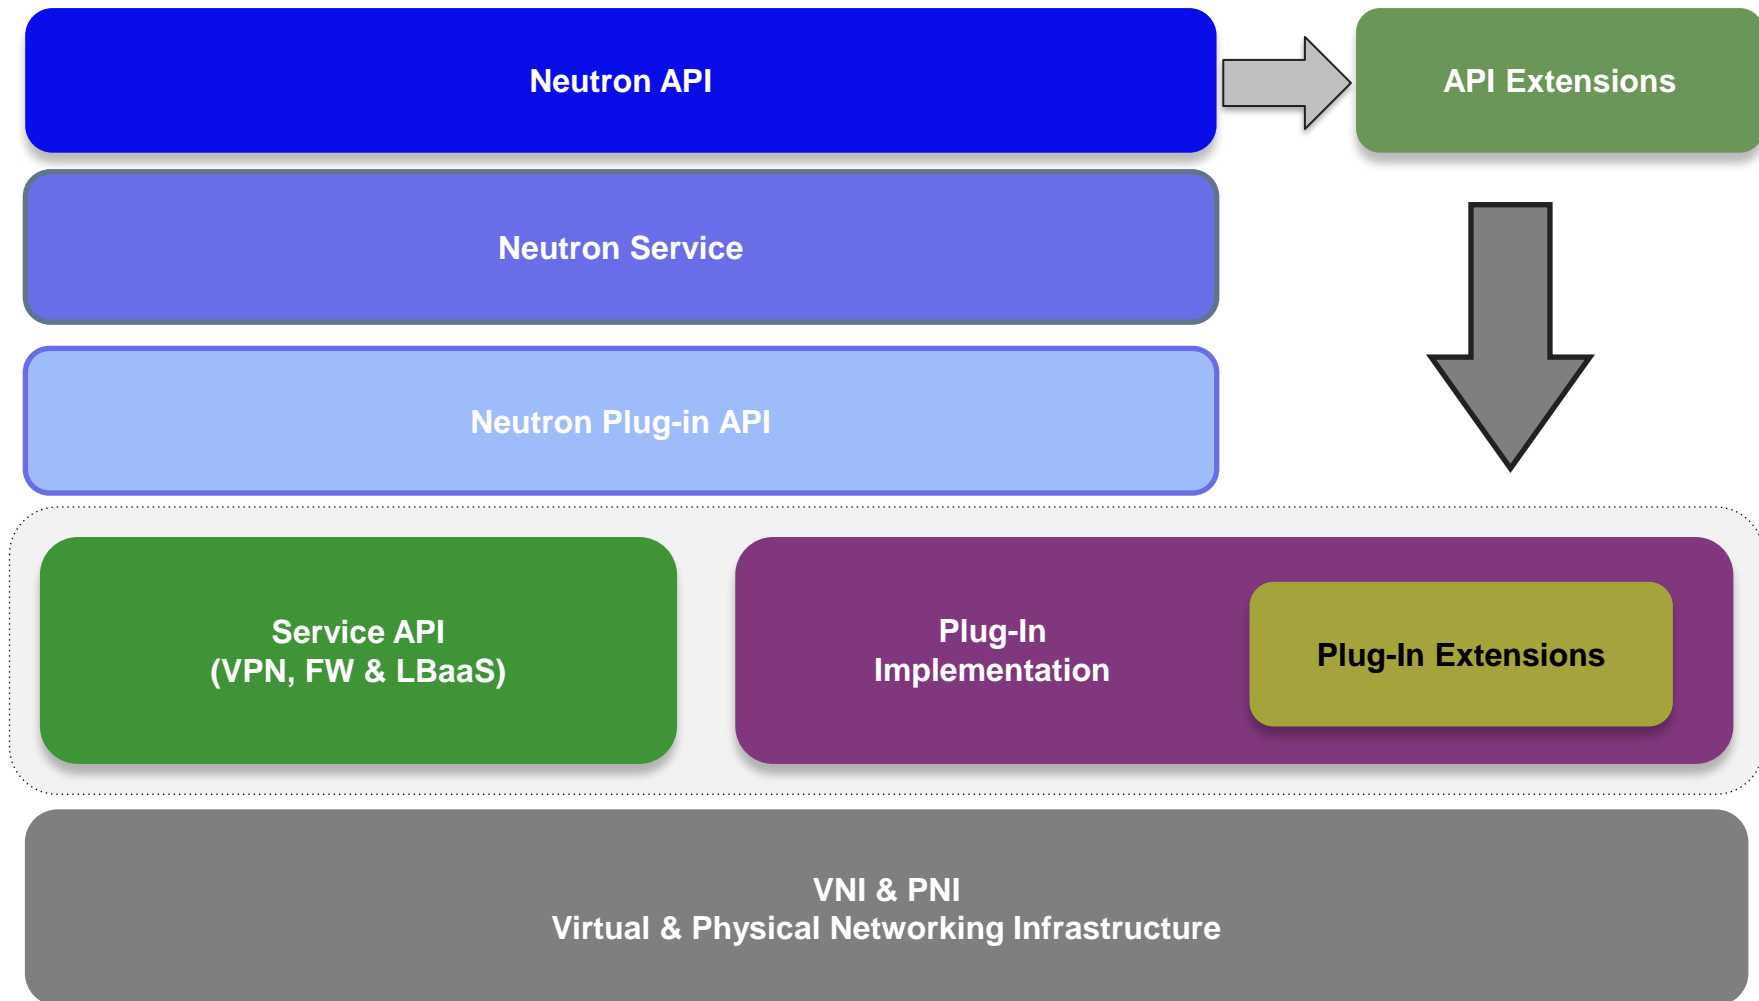 Neutron API
API Extensions
Neutron Service
Neutron Plug-in API
Service API
(VPN, FW & LBaaS)
Plug-In
Implementation
Plug-In Extensions
VNI & PNI
Virtual & Physical Networking Infrastructure